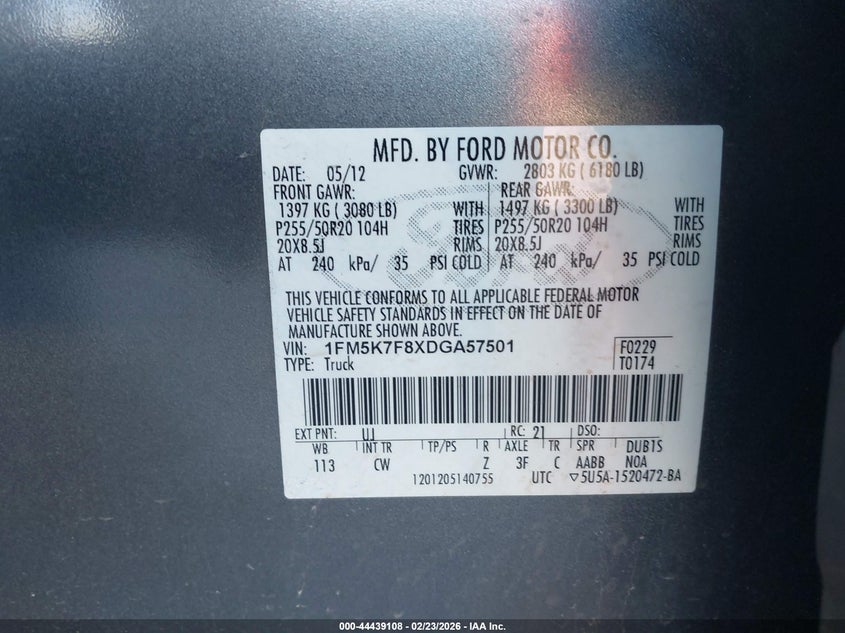 MFD. BY FORD MOTOR CO.
DATE: 05/12 GVWR: 2803 KG ( 6180 LB)
FRONT GAWR: REAR GAWR:
1397 KG ( 3080 LB) WITH 1497 KG ( 3300 LB) WITH
P255/50R20 104H TIRES P255/50R20 104H TIRES
20X8.5J RIMS 20X8.5J RIMS
AT 240 kPa/ 35 PSI COLD AT 240 kPa/ 35 PSI COLD
THIS VEHICLE CONFORMS TO ALL APPLICABLE FEDERAL MOTOR
VEHICLE SAFETY STANDARDS IN EFFECT ON THE DATE OF
MANUFACTURE SHOWN ABOVE.
VIN: 1FM5K7F8XDGA57501 F0229
TYPE: Truck T0174
EXT PNT: UJ RC: 21 DSO:
WB INT TR TP/PS R AXLE TR SPR DUB1S
113 CW Z 3F C AABB NOA
1201205140755 UTC ▽5U5A-1520472-BA
000-44439108 - 02/23/2026 - IAA Inc.